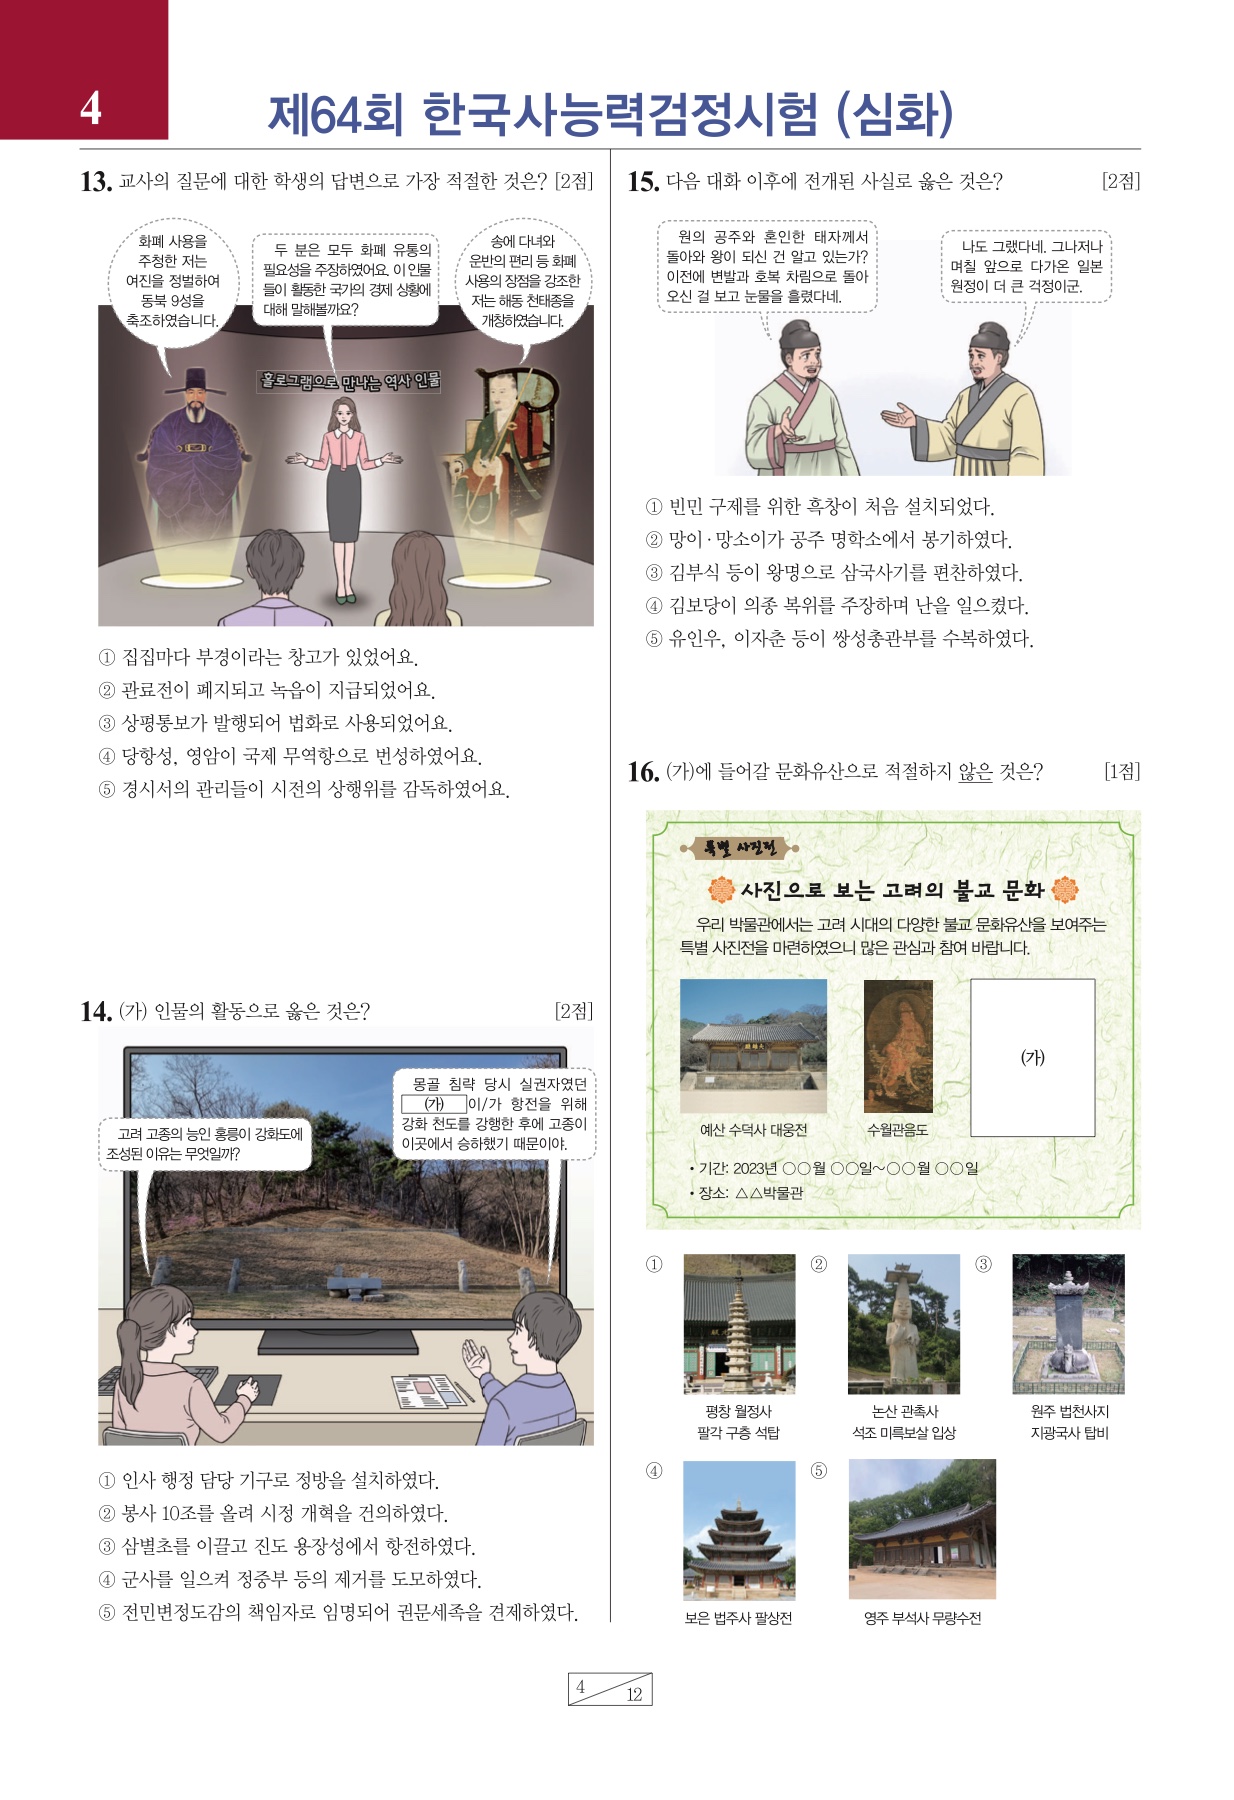 4
제64회 한국사능력검정시험 (심화)
13. 교사의 질문에 대한 학생의 답변으로 가장 적절한 것은? [2점]
화폐 사용을
주청한 저는
여진을 정벌하여
동북 9성을
축조하였습니다.
두 분은 모두 화폐 유통의
필요성을 주장하였어요. 이 인물
들이 활동한 국가의 경제 상황에
대해 말해볼까요?
송에 다녀와
운반의 편리 등 화폐
사용의 장점을 강조한
저는 해동 천태종을
개창하였습니다.
홀로그램으로 만나는 역사 인물
① 집집마다 부경이라는 창고가 있었어요.
② 관료전이 폐지되고 녹읍이 지급되었어요.
③ 상평통보가 발행되어 법화로 사용되었어요.
④ 당항성, 영암이 국제 무역항으로 번성하였어요.
⑤ 경시서의 관리들이 시전의 상행위를 감독하였어요.
14. (가) 인물의 활동으로 옳은 것은? [2점]
고려 고종의 능인 홍릉이 강화도에
조성된 이유는 무엇일까?
몽골 침략 당시 실권자였던
(가) 이/가 항전을 위해
강화 천도를 강행한 후에 고종이
이곳에서 승하했기 때문이야.
① 인사 행정 담당 기구로 정방을 설치하였다.
② 봉사 10조를 올려 시정 개혁을 건의하였다.
③ 삼별초를 이끌고 진도 용장성에서 항전하였다.
④ 군사를 일으켜 정중부 등의 제거를 도모하였다.
⑤ 전민변정도감의 책임자로 임명되어 권문세족을 견제하였다.
15. 다음 대화 이후에 전개된 사실로 옳은 것은? [2점]
원의 공주와 혼인한 태자께서
돌아와 왕이 되신 건 알고 있는가?
이전에 변발과 호복 차림으로 돌아
오신 걸 보고 눈물을 흘렸다네.
나도 그랬다네. 그나저나
며칠 앞으로 다가온 일본
원정이 더 큰 걱정이군.
① 빈민 구제를 위한 흑창이 처음 설치되었다.
② 망이·망소이가 공주 명학소에서 봉기하였다.
③ 김부식 등이 왕명으로 삼국사기를 편찬하였다.
④ 김보당이 의종 복위를 주장하며 난을 일으켰다.
⑤ 유인우, 이자춘 등이 쌍성총관부를 수복하였다.
16. (가)에 들어갈 문화유산으로 적절하지 않은 것은? [1점]
특별 사진전
사진으로 보는 고려의 불교 문화
우리 박물관에서는 고려 시대의 다양한 불교 문화유산을 보여주는
특별 사진전을 마련하였으니 많은 관심과 참여 바랍니다.
(가)
예산 수덕사 대웅전
수월관음도
• 기간: 2023년 ○○월 ○○일~○○월 ○○일
• 장소: △△박물관
①
평창 월정사
팔각 구층 석탑
②
논산 관촉사
석조 미륵보살 입상
③
원주 법천사지
지광국사 탑비
④
보은 법주사 팔상전
⑤
영주 부석사 무량수전
4
12